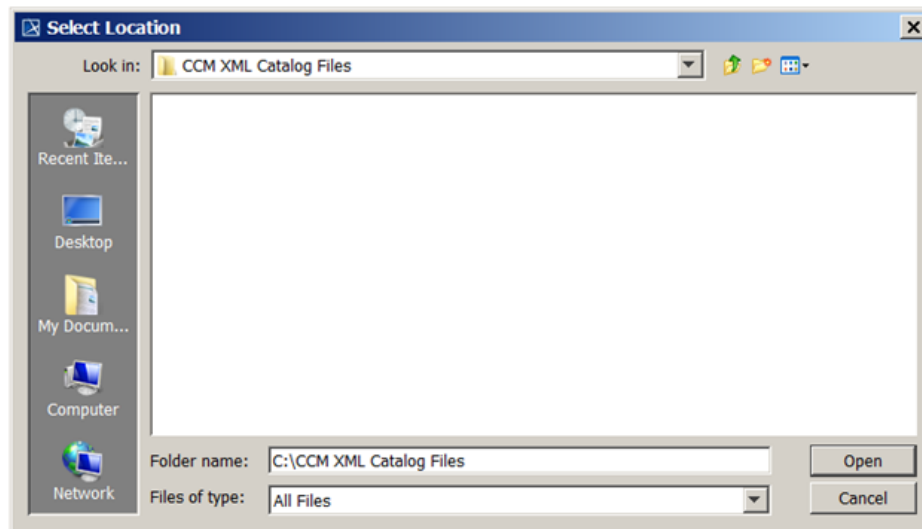 Select Location
Look in: CCM XML Catalog Files
Recent Ite...
Desktop
My Docum...
Computer
Network
Folder name: C:\CCM XML Catalog Files
Open
Files of type: All Files
Cancel